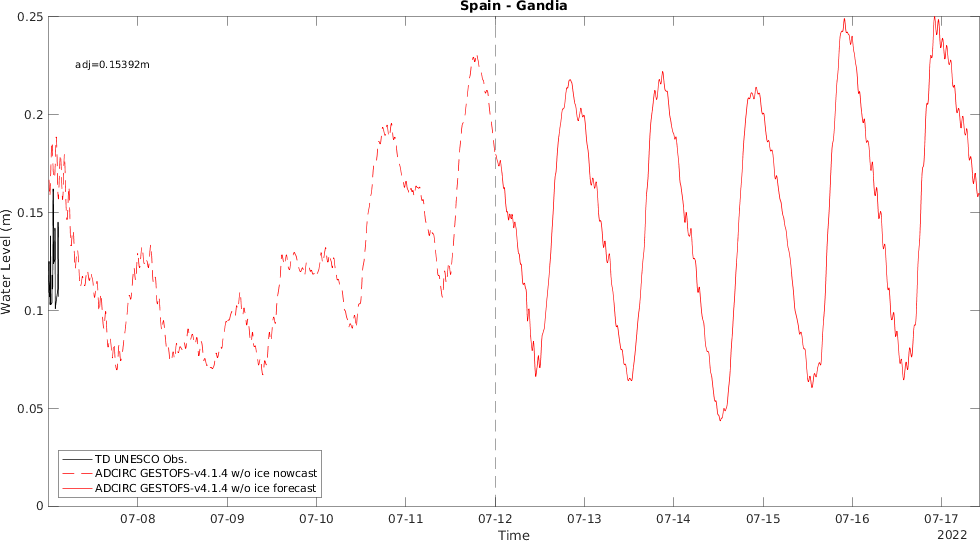 Spain - Gandia
adj=0.15392m
Water Level (m)
0.25
0.2
0.15
0.1
0.05
0
TD UNESCO Obs.
ADCIRC GESTOFS-v4.1.4 w/o ice nowcast
ADCIRC GESTOFS-v4.1.4 w/o ice forecast
07-08 07-09 07-10 07-11 07-12 07-13 07-14 07-15 07-16 07-17
Time
2022